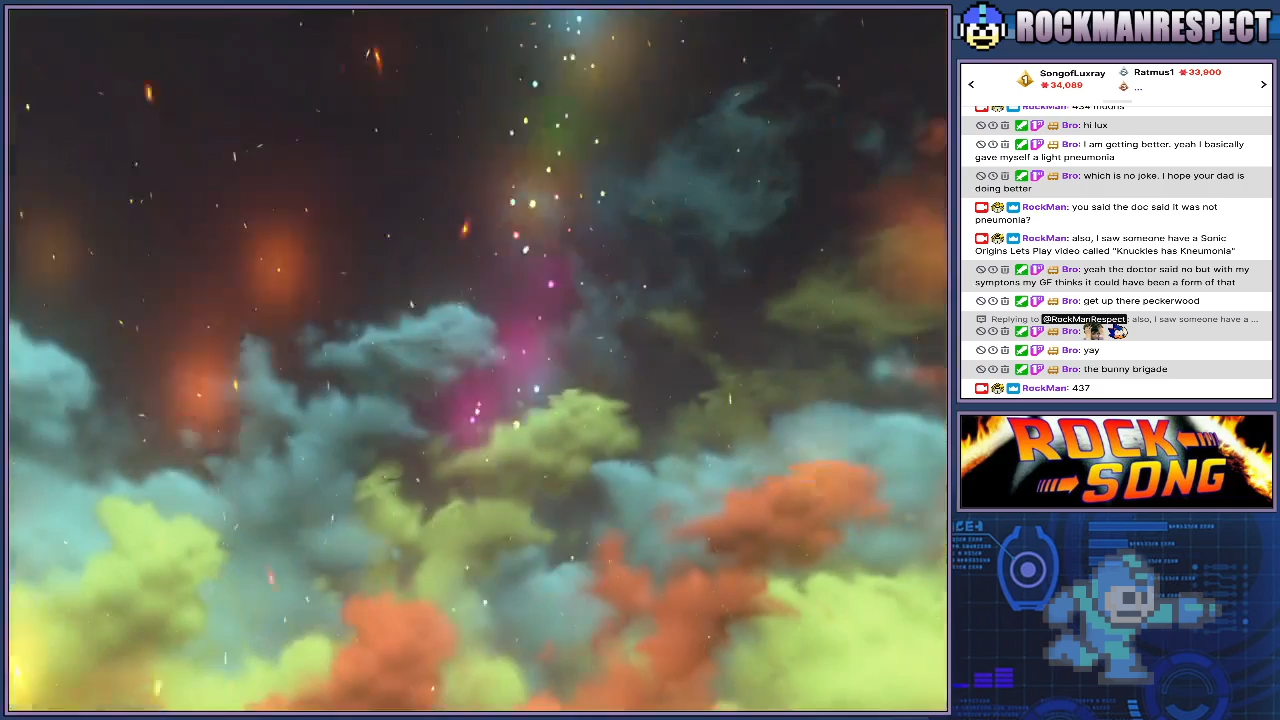 ROCKMANRESPECT
SongofLuxray
34,089
Ratmus1 33,900
...
RockMan: 434 mdris
Bro: hi lux
Bro: I am getting better. yeah I basically
gave myself a light pneumonia
Bro: which is no joke. I hope your dad is
doing better
RockMan: you said the doc said it was not
pneumonia?
RockMan: also, I saw someone have a Sonic
Origins Lets Play video called "Knuckles has Kneumonia"
Bro: yeah the doctor said no but with my
symptons my GF thinks it could have been a form of that
Bro: get up there peckerwood
Replying to @RockManRespect: also, I saw someone have a ...
Bro:
Bro: yay
Bro: the bunny brigade
RockMan: 437
ROCK
SONG